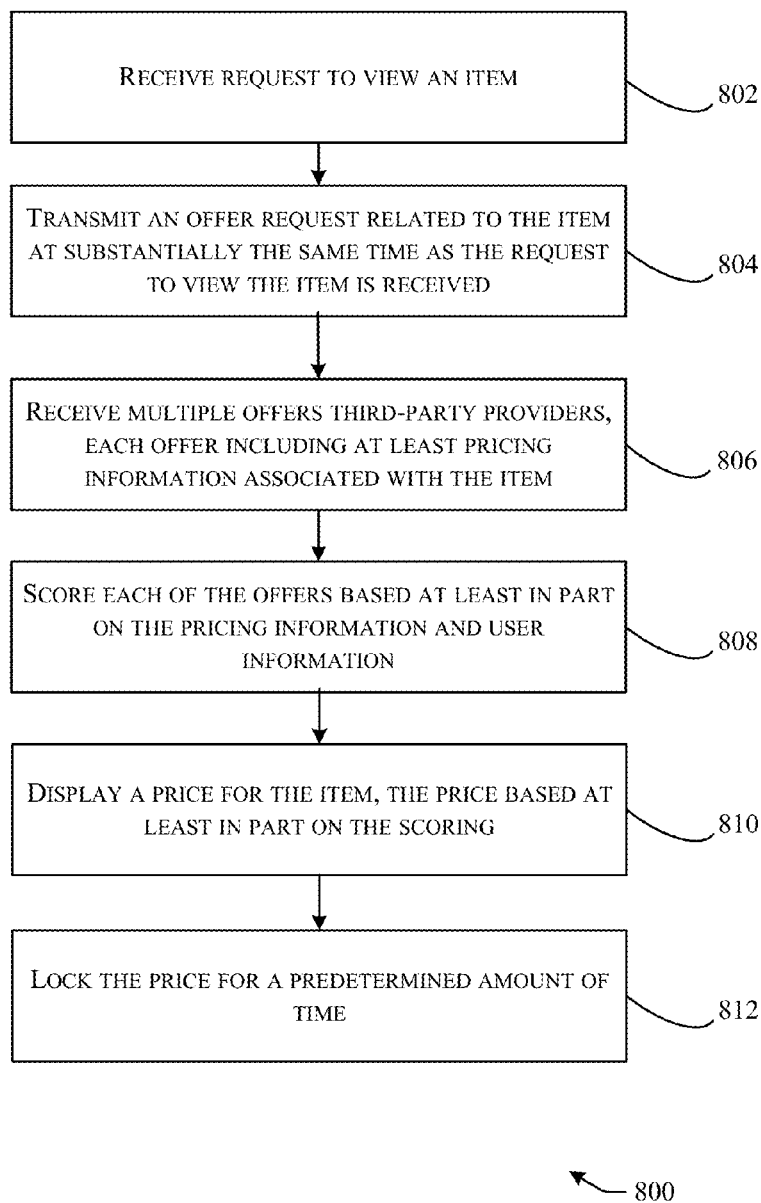 RECEIVE REQUEST TO VIEW AN ITEM
802
TRANSMIT AN OFFER REQUEST RELATED TO THE ITEM
AT SUBSTANTIALLY THE SAME TIME AS THE REQUEST
TO VIEW THE ITEM IS RECEIVED
804
RECEIVE MULTIPLE OFFERS THIRD-PARTY PROVIDERS,
EACH OFFER INCLUDING AT LEAST PRICING
INFORMATION ASSOCIATED WITH THE ITEM
806
SCORE EACH OF THE OFFERS BASED AT LEAST IN PART
ON THE PRICING INFORMATION AND USER
INFORMATION
808
DISPLAY A PRICE FOR THE ITEM, THE PRICE BASED AT
LEAST IN PART ON THE SCORING
810
LOCK THE PRICE FOR A PREDETERMINED AMOUNT OF
TIME
812
800